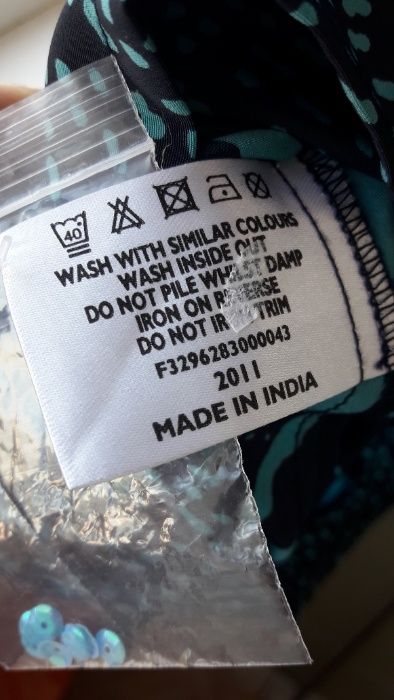 40
WASH WITH SIMILAR COLOURS
WASH INSIDE OUT
DO NOT PILE WHILST DAMP
IRON ON REVERSE
DO NOT IRON TRIM
F3296283000043
2011
MADE IN INDIA